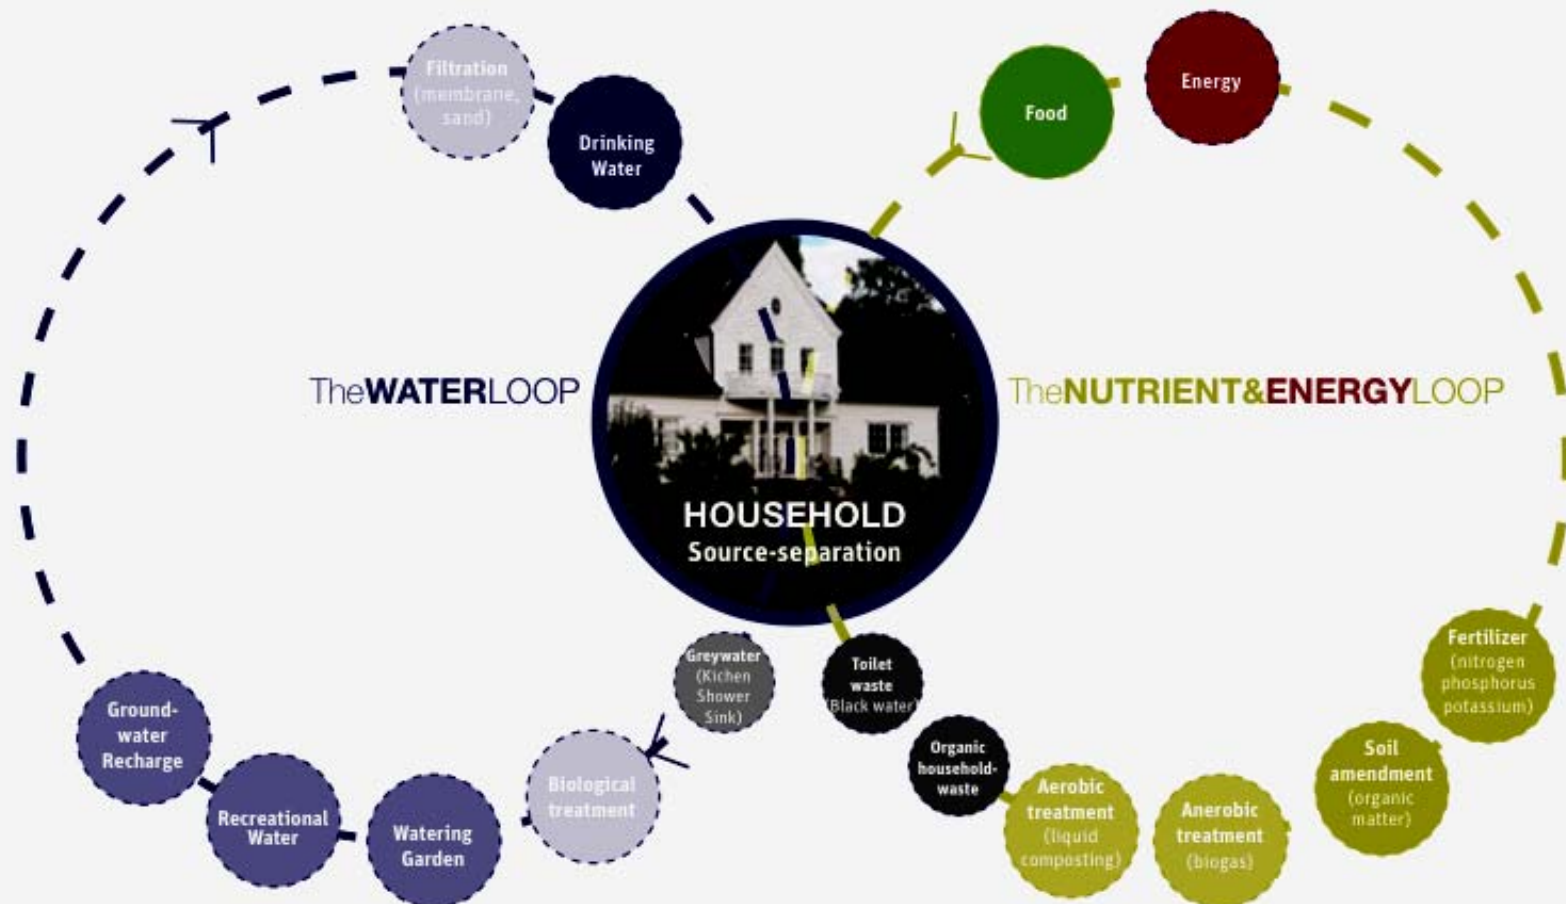 Filtration
(membrane,
sand)
Drinking
Water
Food
Energy
TheWATERLOOP
TheNUTRIENT&ENERGYLOOP
HOUSEHOLD
Source-separation
Greywater
(Kichen
Shower
Sink)
Toilet
waste
(Black water)
Organic
household-
waste
Biological
treatment
Watering
Garden
Recreational
Water
Ground-
water
Recharge
Aerobic
treatment
(liquid
composting)
Anerobic
treatment
(biogas)
Soil
amendment
(organic
matter)
Fertilizer
(nitrogen
phosphorus
potassium)